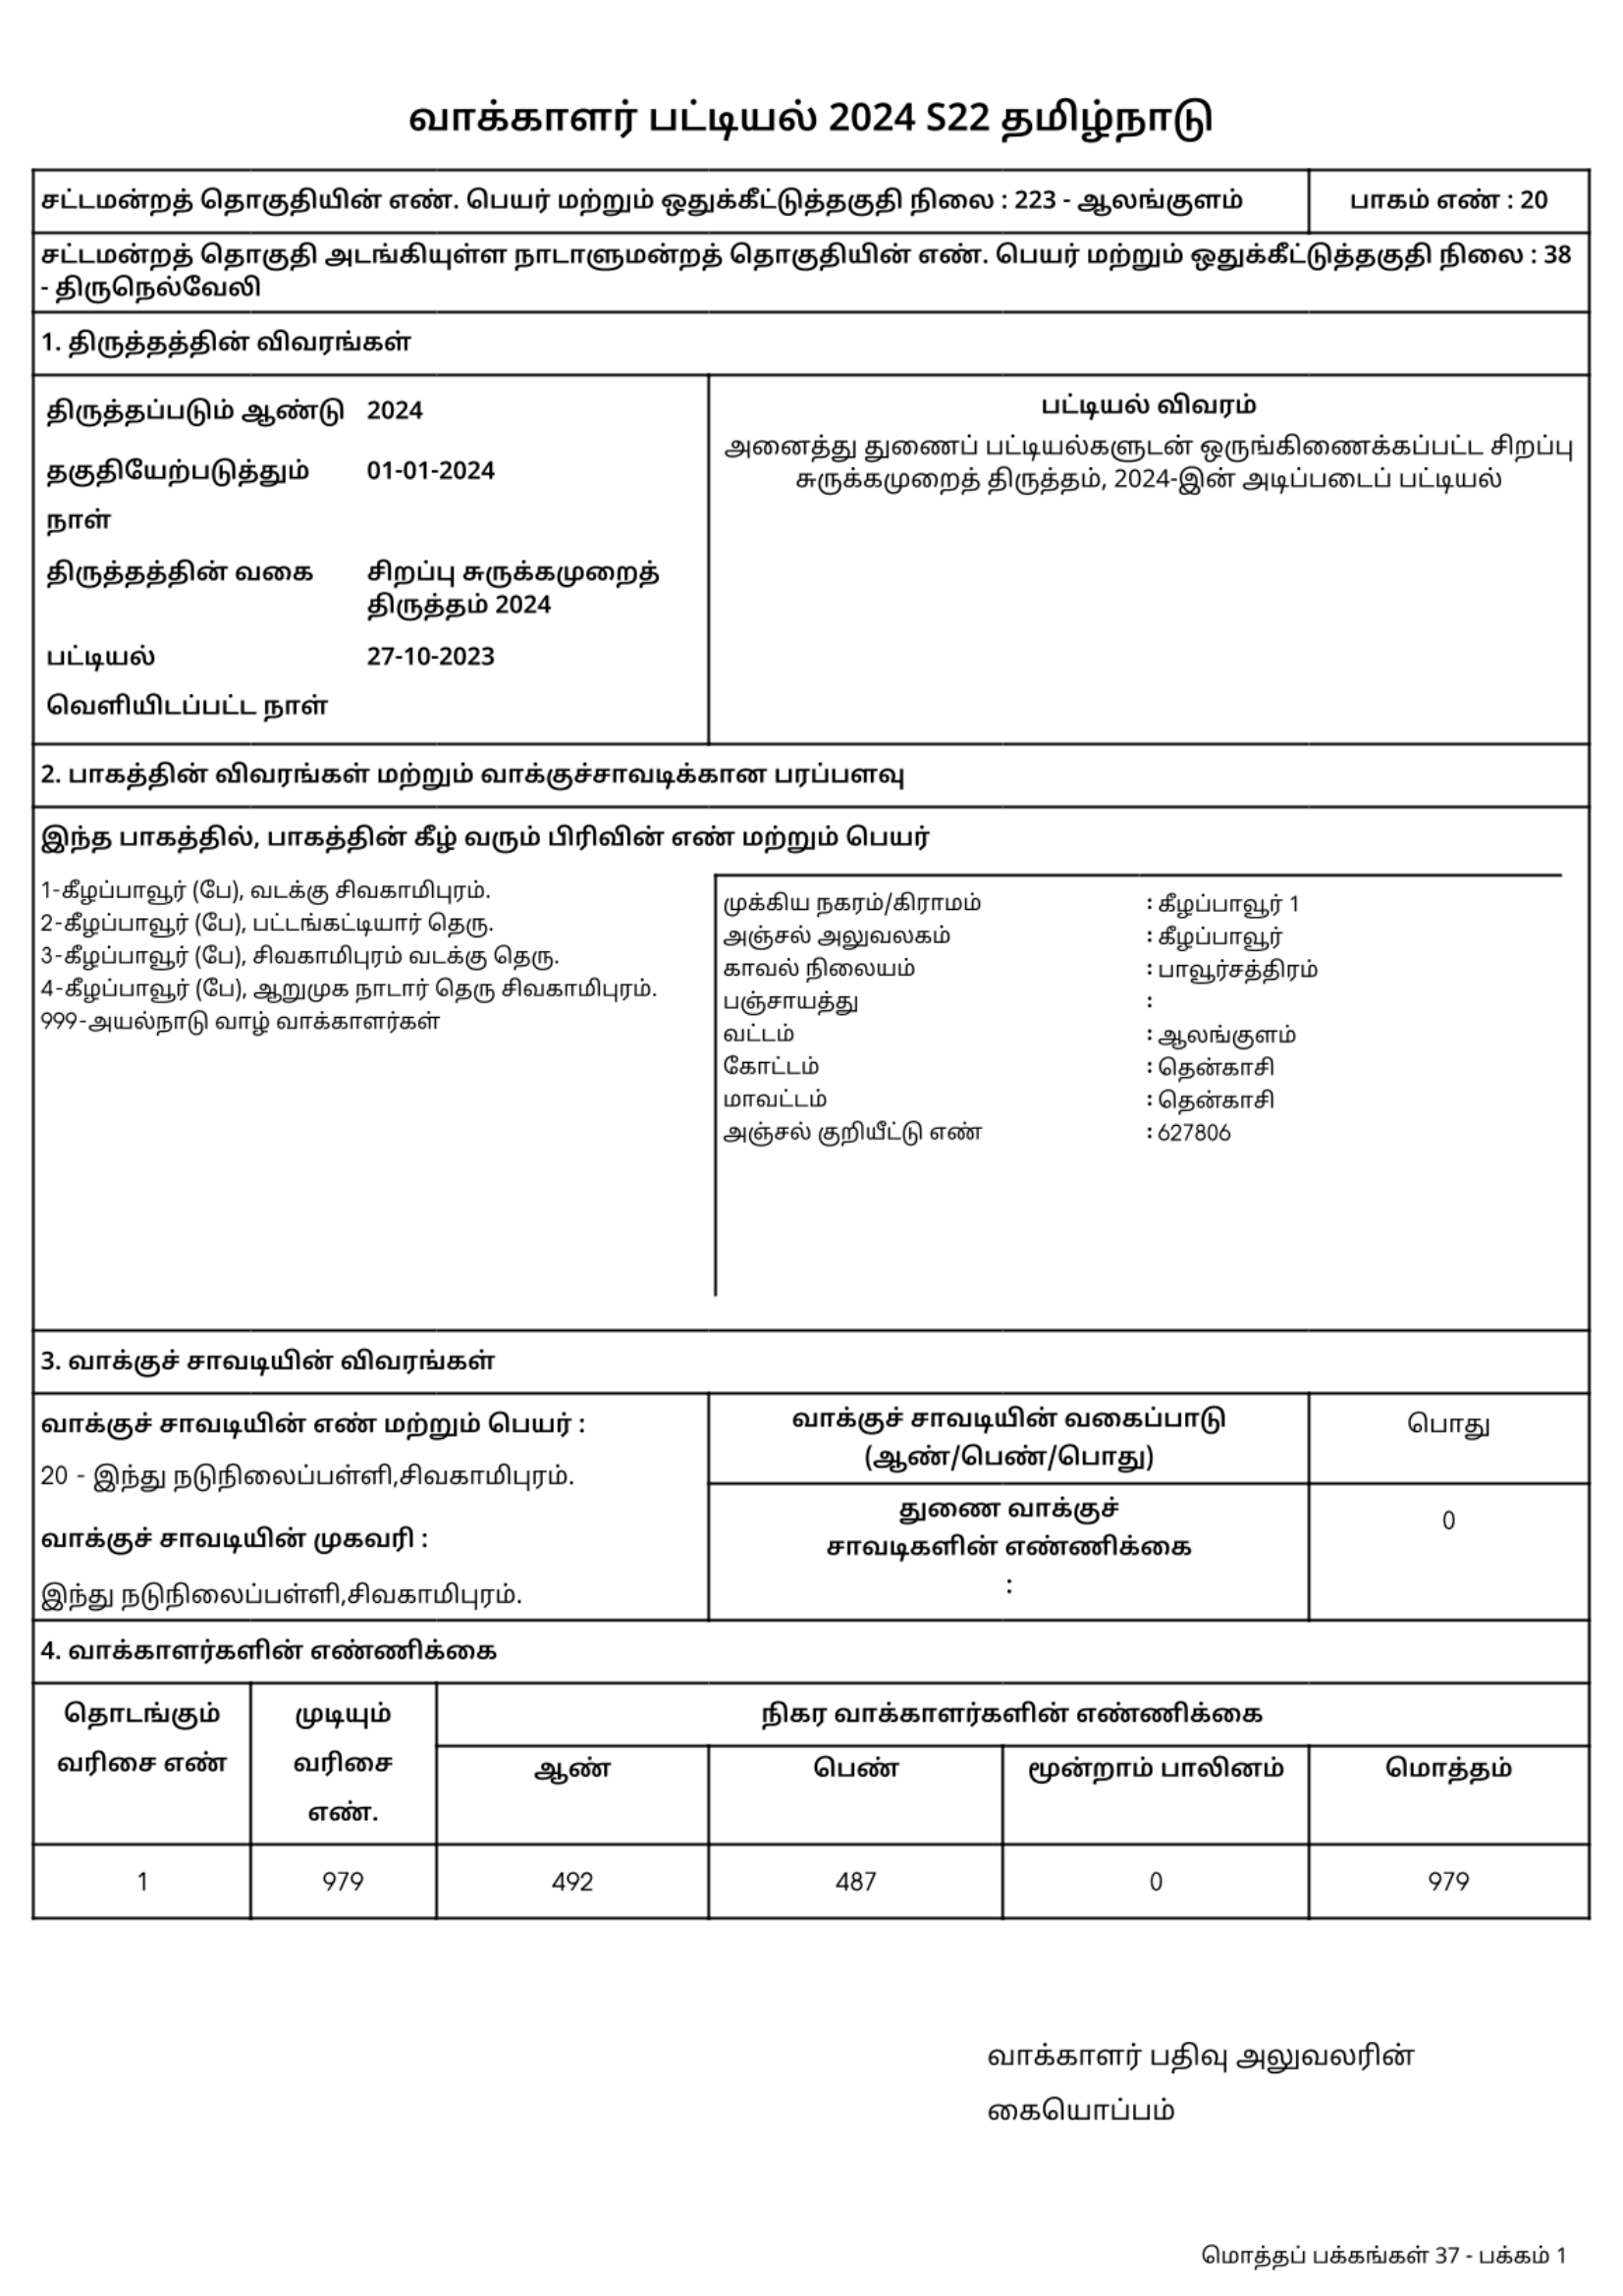 வாக்காளர் பட்டியல் 2024 S22 தமிழ்நாடு
சட்டமன்றத் தொகுதியின் எண். பெயர் மற்றும் ஒதுக்கீட்டுத்தகுதி நிலை : 223 - ஆலங்குளம்
பாகம் எண் : 20
சட்டமன்றத் தொகுதி அடங்கியுள்ள நாடாளுமன்றத் தொகுதியின் எண். பெயர் மற்றும் ஒதுக்கீட்டுத்தகுதி நிலை : 38
- திருநெல்வேலி
1. திருத்தத்தின் விவரங்கள்
திருத்தப்படும் ஆண்டு 2024
தகுதியேற்படுத்தும் 01-01-2024
நாள்
திருத்தத்தின் வகை சிறப்பு சுருக்கமுறைத்
திருத்தம் 2024
பட்டியல் 27-10-2023
வெளியிடப்பட்ட நாள்
பட்டியல் விவரம்
அனைத்து துணைப் பட்டியல்களுடன் ஒருங்கிணைக்கப்பட்ட சிறப்பு
சுருக்கமுறைத் திருத்தம், 2024-இன் அடிப்படைப் பட்டியல்
2. பாகத்தின் விவரங்கள் மற்றும் வாக்குச்சாவடிக்கான பரப்பளவு
இந்த பாகத்தில், பாகத்தின் கீழ் வரும் பிரிவின் எண் மற்றும் பெயர்
1-கீழப்பாவூர் (பே), வடக்கு சிவகாமிபுரம்.
2-கீழப்பாவூர் (பே), பட்டங்கட்டியார் தெரு.
3-கீழப்பாவூர் (பே), சிவகாமிபுரம் வடக்கு தெரு.
4-கீழப்பாவூர் (பே), ஆறுமுக நாடார் தெரு சிவகாமிபுரம்.
999-அயல்நாடு வாழ் வாக்காளர்கள்
முக்கிய நகரம்/கிராமம் : கீழப்பாவூர் 1
அஞ்சல் அலுவலகம் : கீழப்பாவூர்
காவல் நிலையம் : பாவூர்சத்திரம்
பஞ்சாயத்து :
வட்டம் : ஆலங்குளம்
கோட்டம் : தென்காசி
மாவட்டம் : தென்காசி
அஞ்சல் குறியீட்டு எண் : 627806
3. வாக்குச் சாவடியின் விவரங்கள்
வாக்குச் சாவடியின் எண் மற்றும் பெயர் :
20 - இந்து நடுநிலைப்பள்ளி,சிவகாமிபுரம்.
வாக்குச் சாவடியின் முகவரி :
இந்து நடுநிலைப்பள்ளி,சிவகாமிபுரம்.
வாக்குச் சாவடியின் வகைப்பாடு
(ஆண்/பெண்/பொது)
பொது
துணை வாக்குச்
சாவடிகளின் எண்ணிக்கை
:
0
4. வாக்காளர்களின் எண்ணிக்கை
தொடங்கும்
வரிசை எண்
முடியும்
வரிசை
எண்.
நிகர வாக்காளர்களின் எண்ணிக்கை
ஆண் பெண் மூன்றாம் பாலினம் மொத்தம்
1 979 492 487 0 979
வாக்காளர் பதிவு அலுவலரின்
கையொப்பம்
மொத்தப் பக்கங்கள் 37 - பக்கம் 1